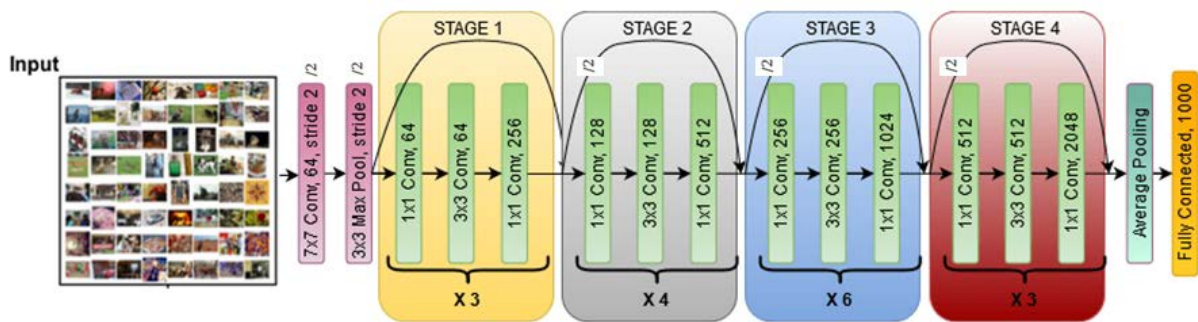 Input
7x7 Conv, 64, stride 2
/2
3x3 Max Pool, stride 2
/2
STAGE 1
1x1 Conv, 64
3x3 Conv, 64
1x1 Conv, 256
X 3
STAGE 2
/2
1x1 Conv, 128
3x3 Conv, 128
1x1 Conv, 512
X 4
STAGE 3
/2
1x1 Conv, 256
3x3 Conv, 256
1x1 Conv, 1024
X 6
STAGE 4
/2
1x1 Conv, 512
3x3 Conv, 512
1x1 Conv, 2048
X 3
Average Pooling
Fully Connected, 1000